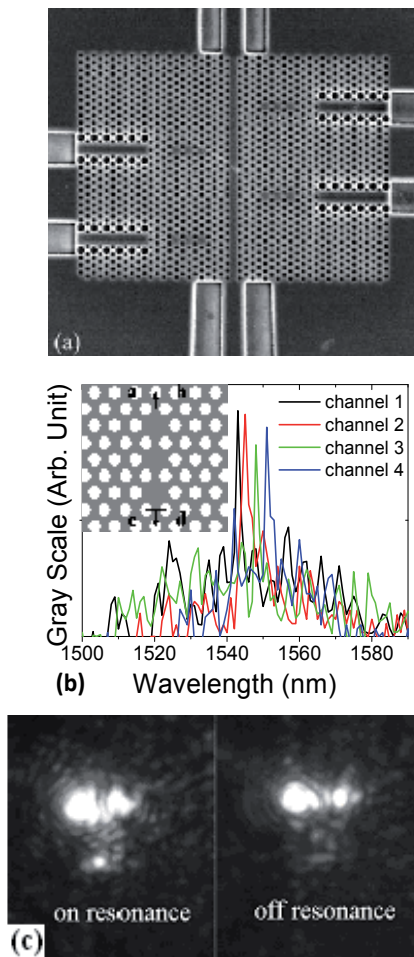 (a)
a b
c d
channel 1
channel 2
channel 3
channel 4
Gray Scale (Arb. Unit)
1500 1520 1540 1560 1580
(b) Wavelength (nm)
on resonance off resonance
(c)